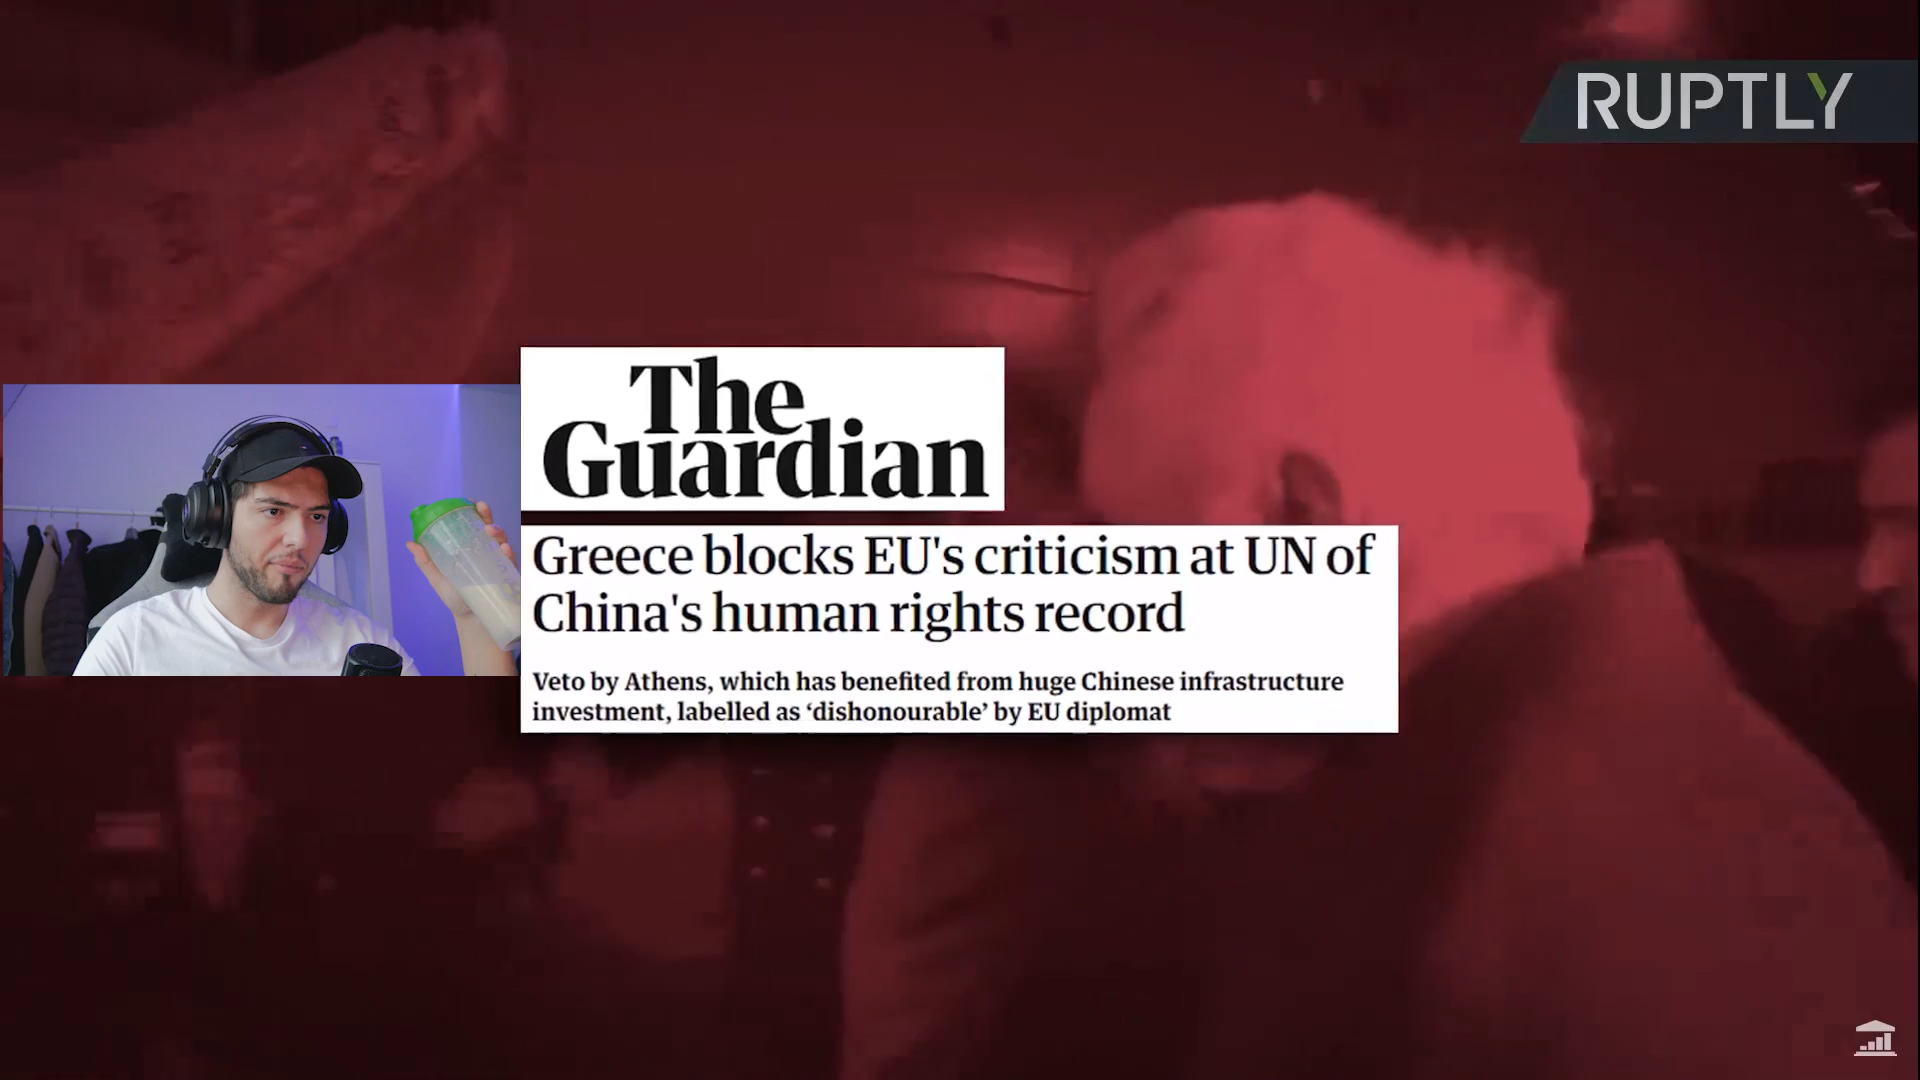 RUPTLY
The
Guardian
Greece blocks EU's criticism at UN of
China's human rights record
Veto by Athens, which has benefited from huge Chinese infrastructure
investment, labelled as ‘dishonourable’ by EU diplomat